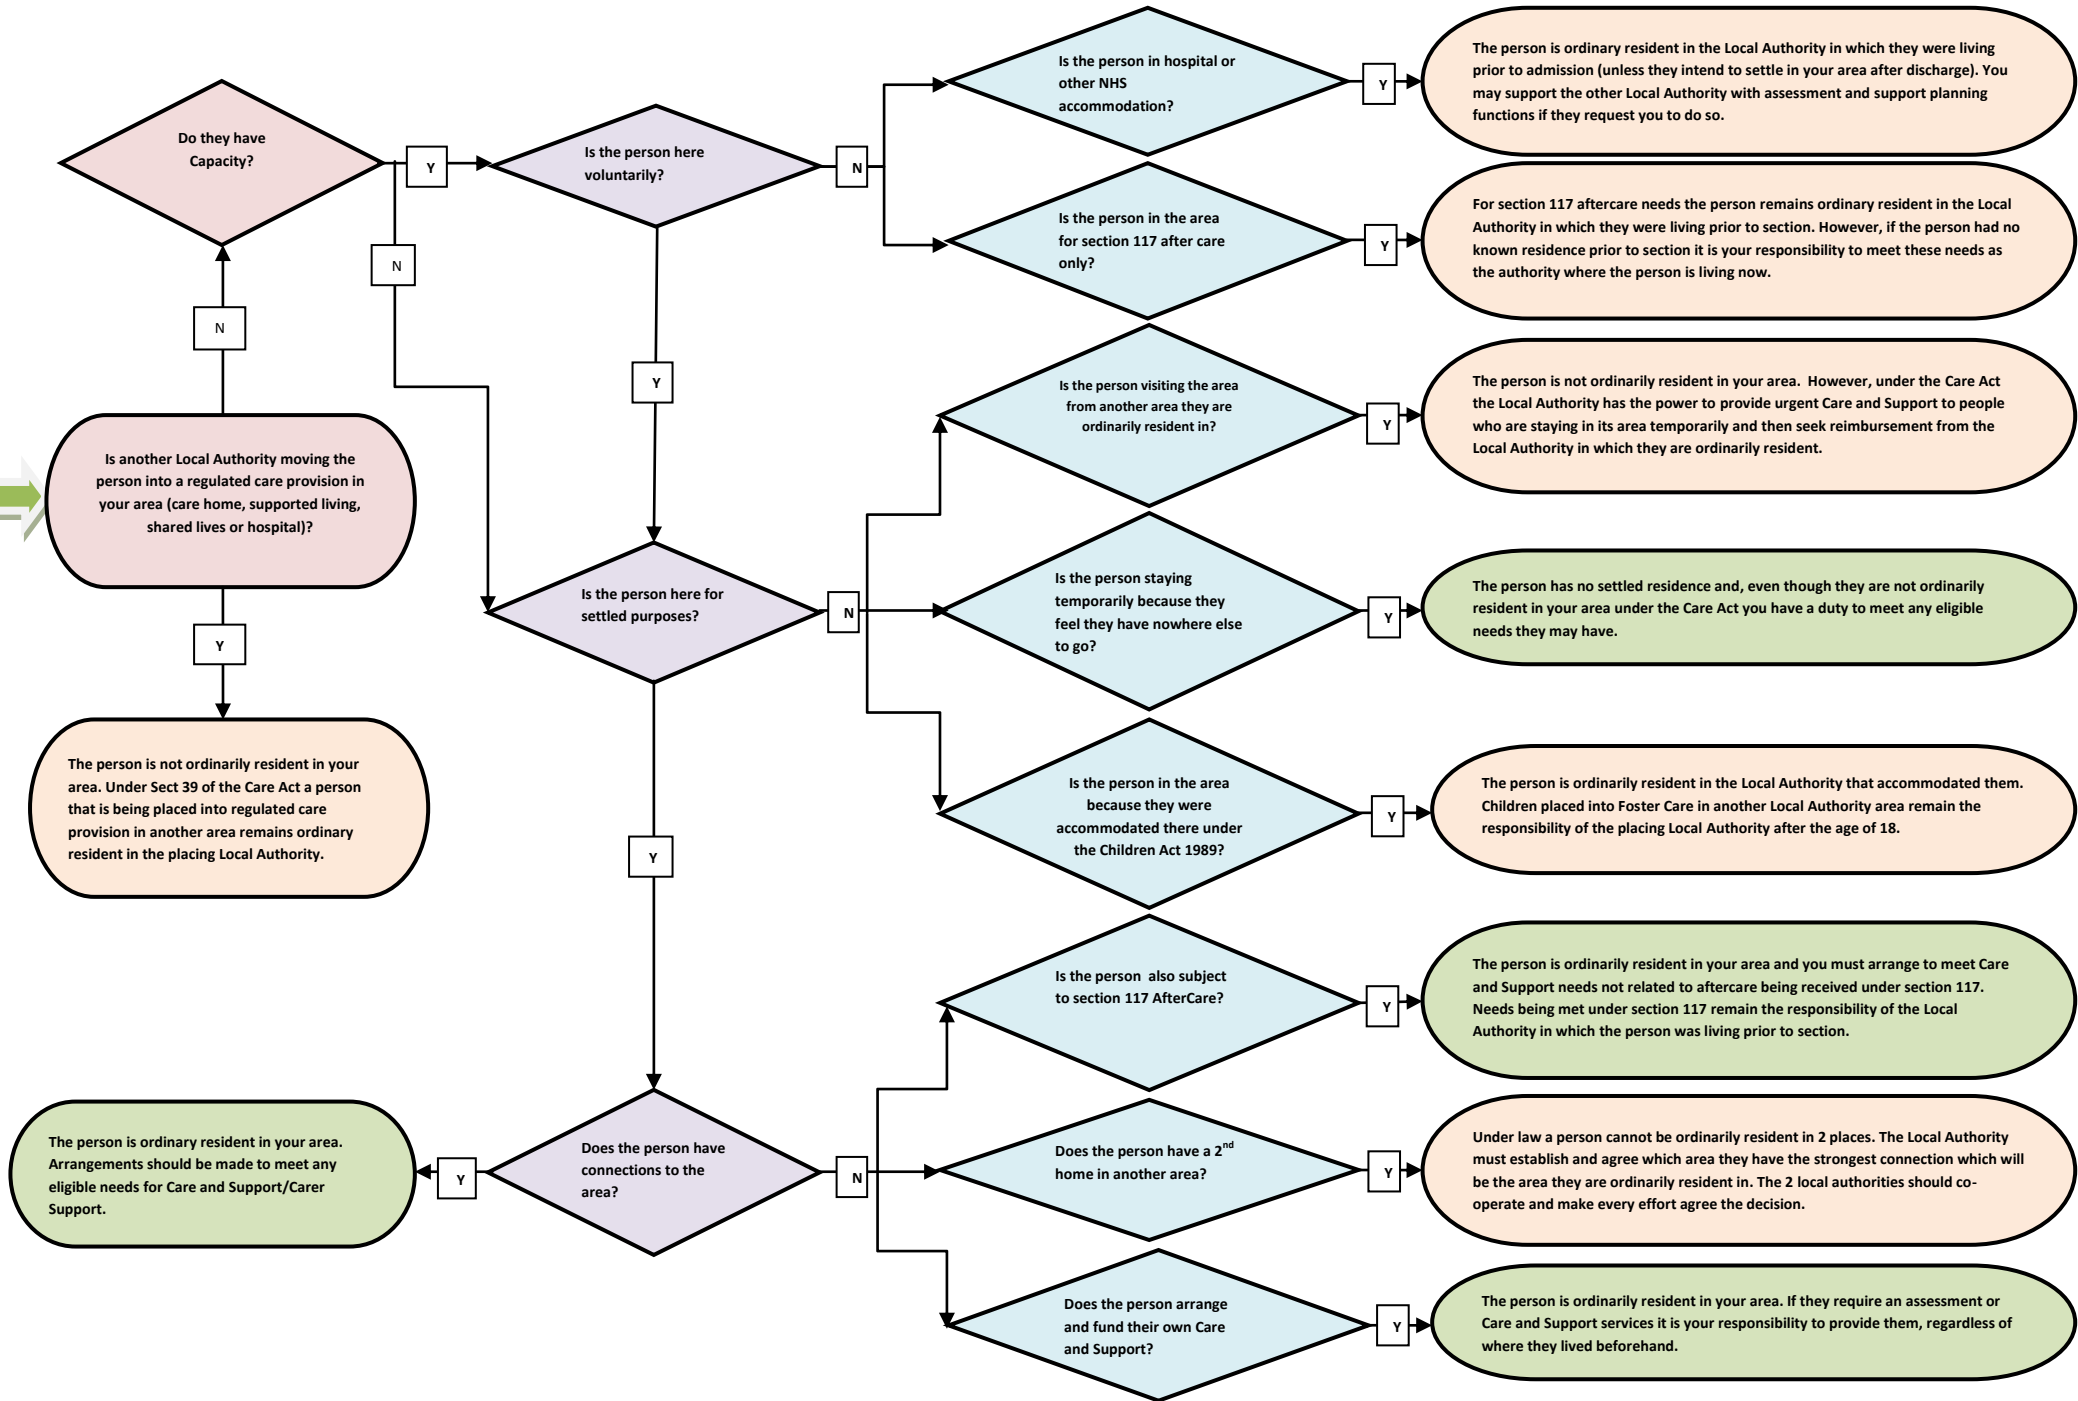 Is another Local Authority moving the
person into a regulated care provision in
your area (care home, supported living,
shared lives or hospital)?
Y
The person is not ordinarily resident in your
area. Under Sect 39 of the Care Act a person
that is being placed into regulated care
provision in another area remains ordinary
resident in the placing Local Authority.
N
Do they have
Capacity?
Y
N
Is the person here
voluntarily?
N
Is the person in hospital or
other NHS
accommodation?
Y
The person is ordinary resident in the Local Authority in which they were living
prior to admission (unless they intend to settle in your area after discharge). You
may support the other Local Authority with assessment and support planning
functions if they request you to do so.
Is the person in the area
for section 117 after care
only?
Y
For section 117 aftercare needs the person remains ordinary resident in the Local
Authority in which they were living prior to section. However, if the person had no
known residence prior to section it is your responsibility to meet these needs as
the authority where the person is living now.
Y
Is the person here for
settled purposes?
N
Is the person visiting the area
from another area they are
ordinarily resident in?
Y
The person is not ordinarily resident in your area. However, under the Care Act
the Local Authority has the power to provide urgent Care and Support to people
who are staying in its area temporarily and then seek reimbursement from the
Local Authority in which they are ordinarily resident.
Is the person staying
temporarily because they
feel they have nowhere else
to go?
Y
The person has no settled residence and, even though they are not ordinarily
resident in your area under the Care Act you have a duty to meet any eligible
needs they may have.
Is the person in the area
because they were
accommodated there under
the Children Act 1989?
Y
The person is ordinarily resident in the Local Authority that accommodated them.
Children placed into Foster Care in another Local Authority area remain the
responsibility of the placing Local Authority after the age of 18.
Y
Does the person have
connections to the
area?
Y
The person is ordinary resident in your area.
Arrangements should be made to meet any
eligible needs for Care and Support/Carer
Support.
N
Is the person also subject
to section 117 AfterCare?
Y
The person is ordinarily resident in your area and you must arrange to meet Care
and Support needs not related to aftercare being received under section 117.
Needs being met under section 117 remain the responsibility of the Local
Authority in which the person was living prior to section.
Does the person have a 2nd
home in another area?
Y
Under law a person cannot be ordinarily resident in 2 places. The Local Authority
must establish and agree which area they have the strongest connection which will
be the area they are ordinarily resident in. The 2 local authorities should co-
operate and make every effort agree the decision.
Does the person arrange
and fund their own Care
and Support?
Y
The person is ordinarily resident in your area. If they require an assessment or
Care and Support services it is your responsibility to provide them, regardless of
where they lived beforehand.